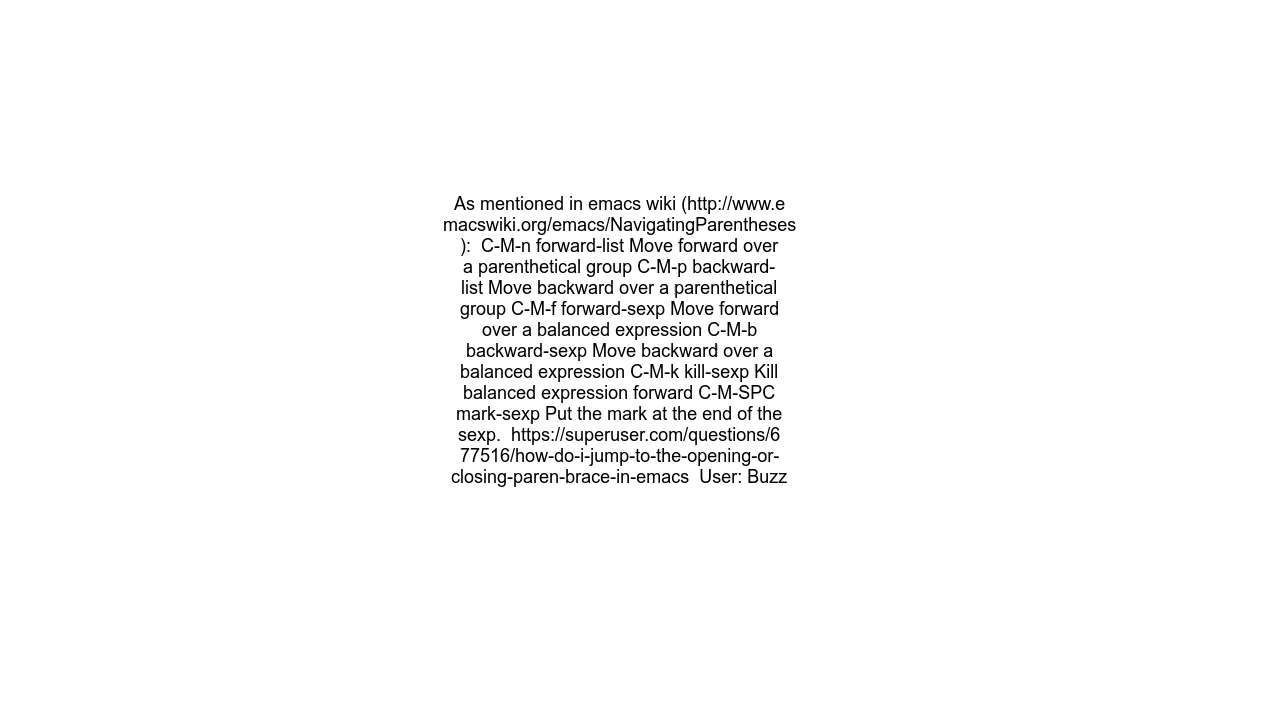 As mentioned in emacs wiki (http://www.e
macswiki.org/emacs/NavigatingParentheses
):  C-M-n forward-list Move forward over
a parenthetical group C-M-p backward-
list Move backward over a parenthetical
group C-M-f forward-sexp Move forward
over a balanced expression C-M-b
backward-sexp Move backward over a
balanced expression C-M-k kill-sexp Kill
balanced expression forward C-M-SPC
mark-sexp Put the mark at the end of the
sexp.  https://superuser.com/questions/6
77516/how-do-i-jump-to-the-opening-or-
closing-paren-brace-in-emacs  User: Buzz